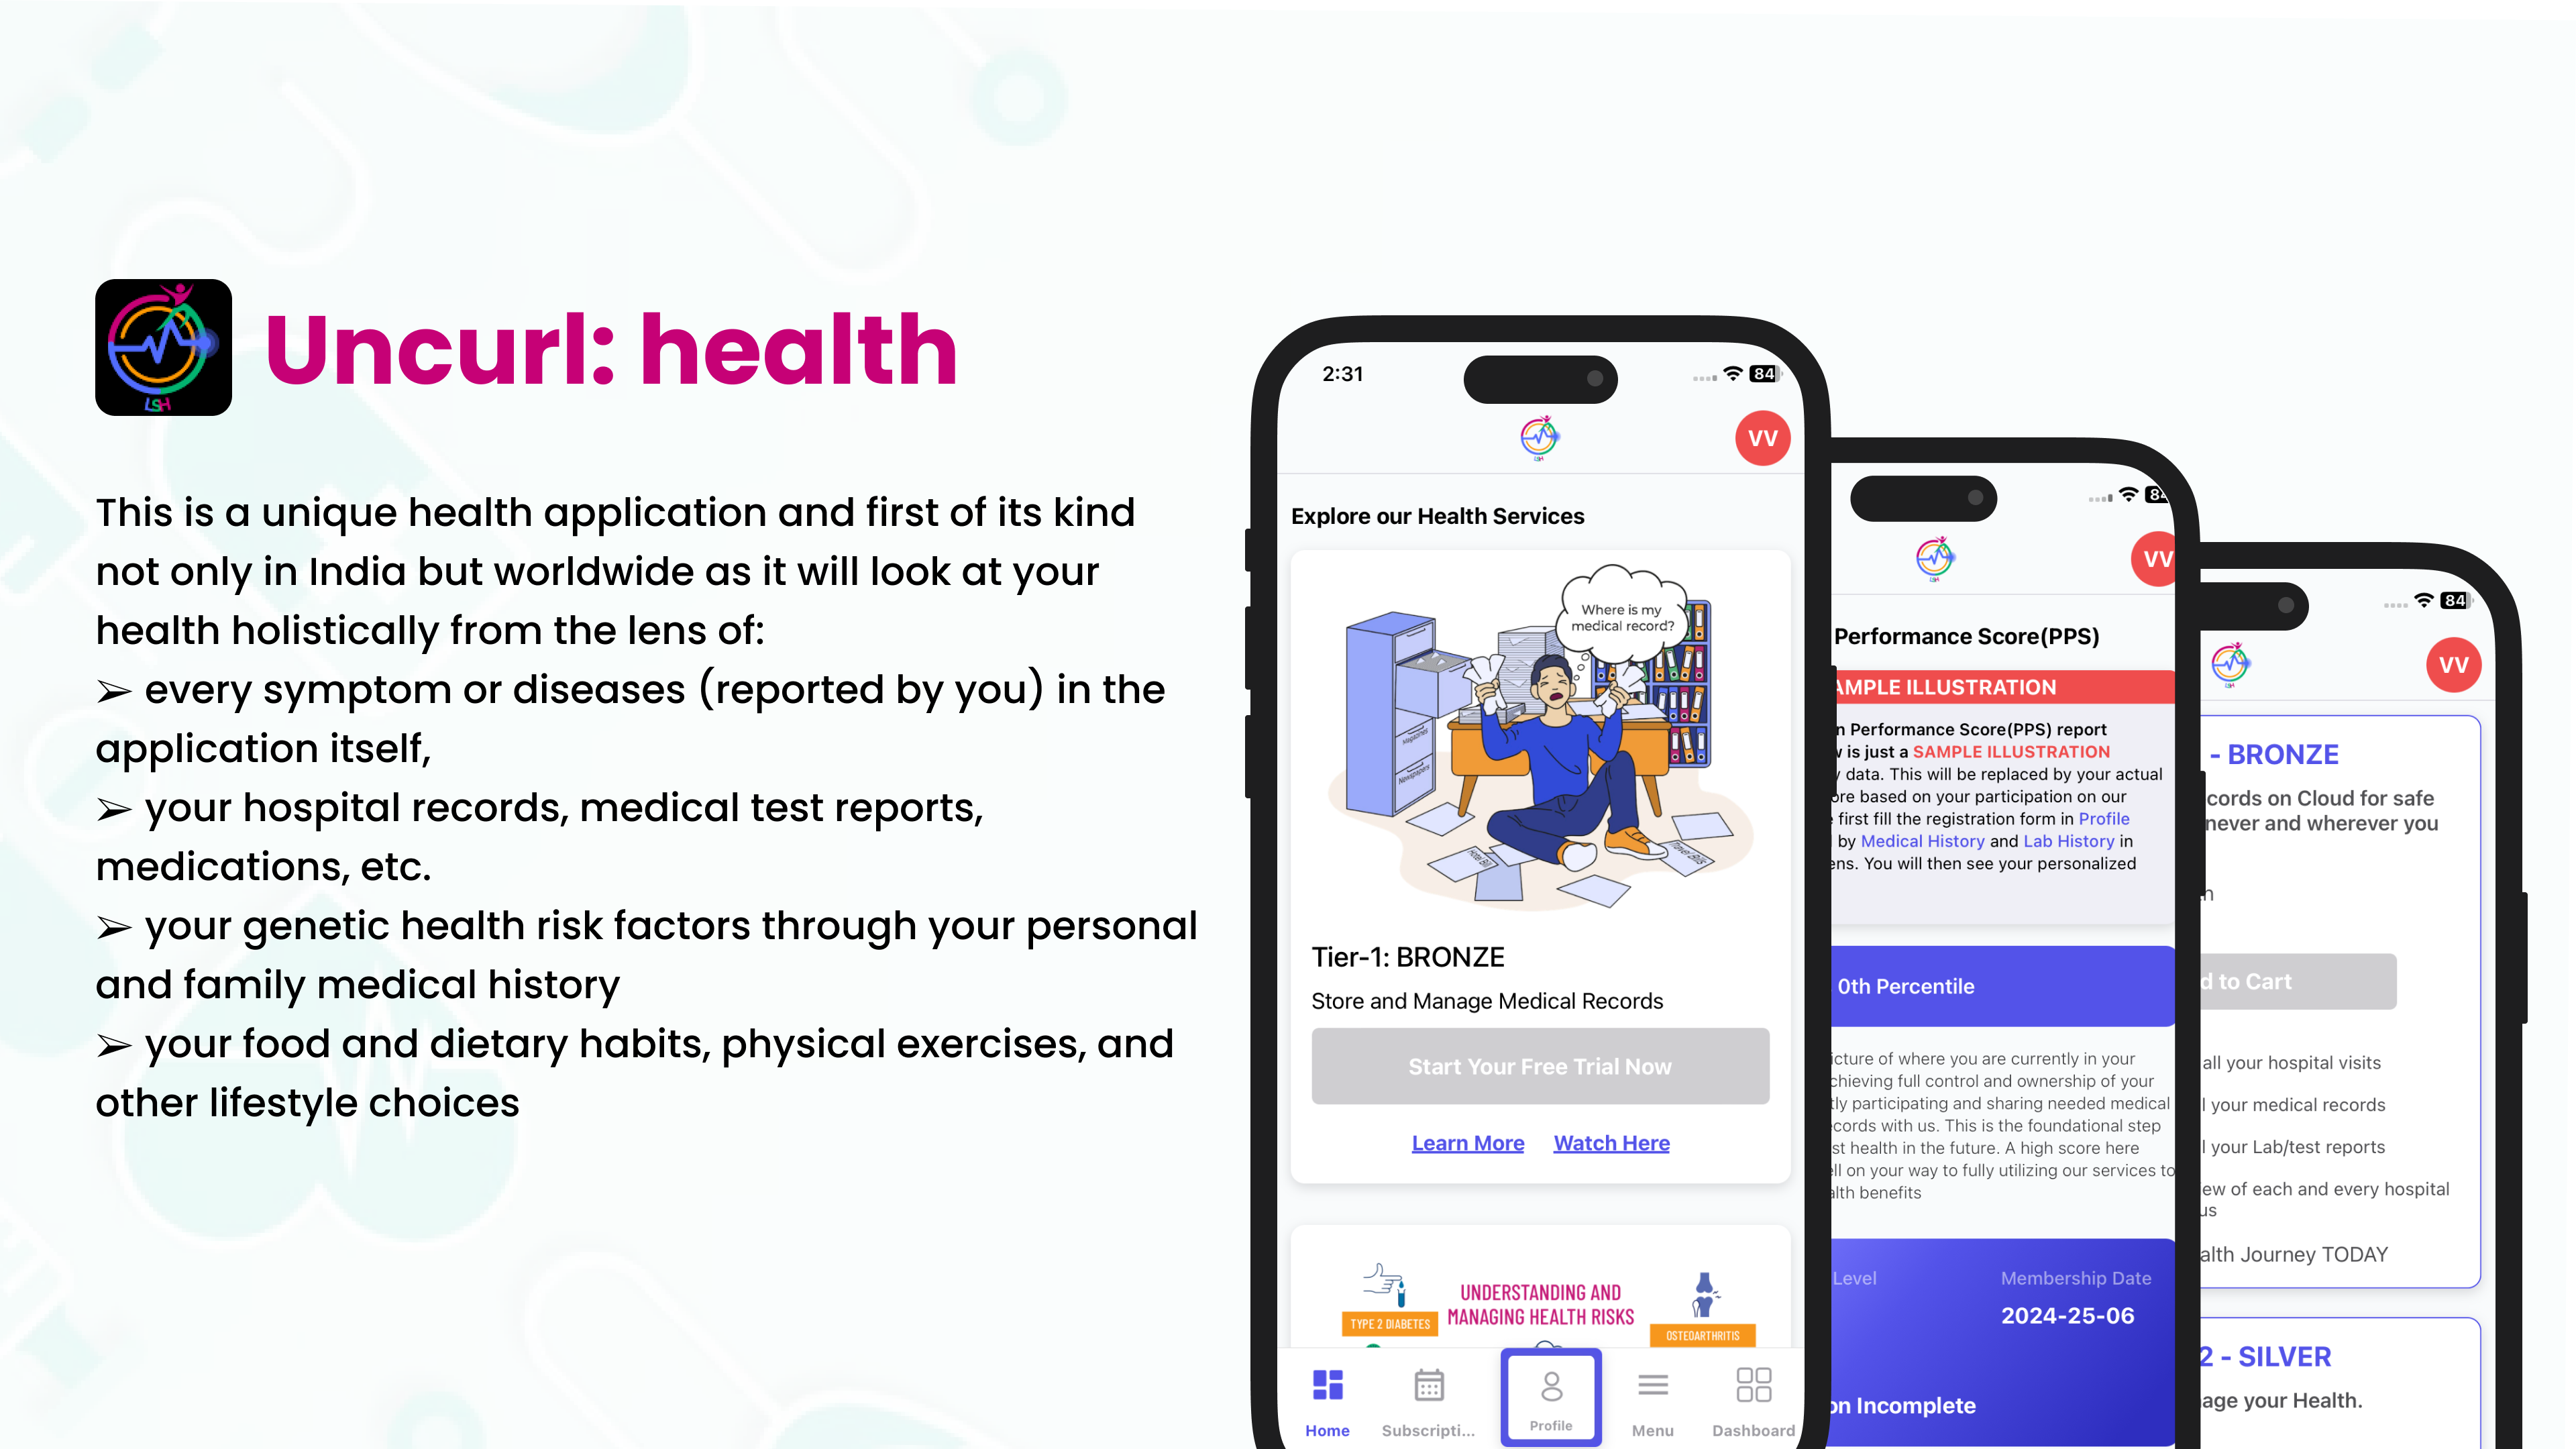 LSH
Uncurl: health
This is a unique health application and first of its kind
not only in India but worldwide as it will look at your
health holistically from the lens of:
➢ every symptom or diseases (reported by you) in the
application itself,
➢ your hospital records, medical test reports,
medications, etc.
➢ your genetic health risk factors through your personal
and family medical history
➢ your food and dietary habits, physical exercises, and
other lifestyle choices
2:31
84
VV
Explore our Health Services
Where is my
medical record?
Magazines
Newspapers
Hotel Bill
Travel Bills
Tier-1: BRONZE
Store and Manage Medical Records
Start Your Free Trial Now
Learn More Watch Here
UNDERSTANDING AND
MANAGING HEALTH RISKS
TYPE 2 DIABETES
OSTEOARTHRITIS
Home Subscripti... Profile Menu Dashboard
84
VV
Performance Score(PPS)
AMPLE ILLUSTRATION
n Performance Score(PPS) report
w is just a SAMPLE ILLUSTRATION
y data. This will be replaced by your actual
ore based on your participation on our
first fill the registration form in Profile
by Medical History and Lab History in
ens. You will then see your personalized
0th Percentile
icture of where you are currently in your
chieving full control and ownership of your
tly participating and sharing needed medical
ecords with us. This is the foundational step
st health in the future. A high score here
ell on your way to fully utilizing our services to
alth benefits
Level Membership Date
2024-25-06
on Incomplete
84
VV
- BRONZE
cords on Cloud for safe
never and wherever you
d to Cart
all your hospital visits
l your medical records
l your Lab/test reports
ew of each and every hospital
us
alth Journey TODAY
2 - SILVER
age your Health.